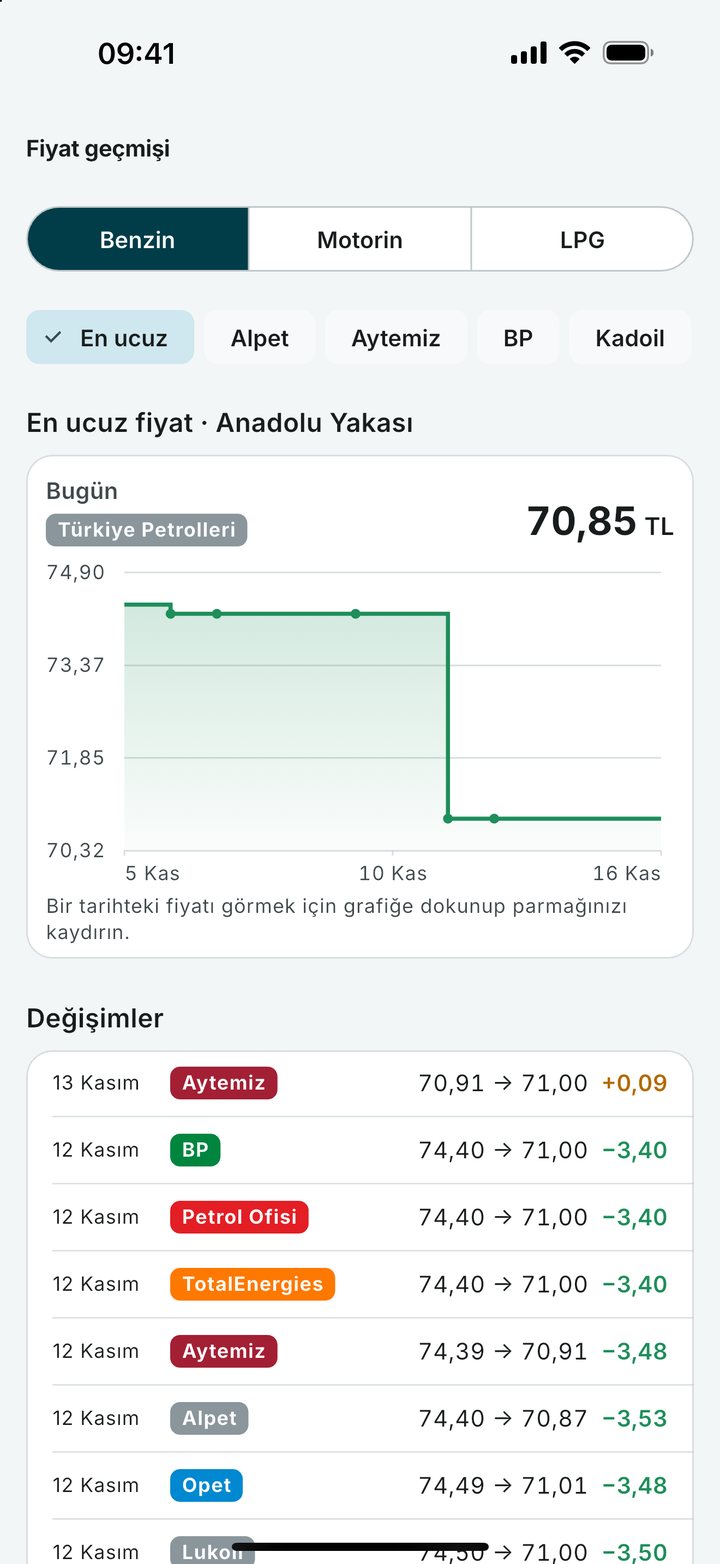 09:41
Fiyat geçmişi
Benzin Motorin LPG
En ucuz Alpet Aytemiz BP Kadoil
En ucuz fiyat · Anadolu Yakası
Bugün
Türkiye Petrolleri
70,85 TL
74,90
73,37
71,85
70,32
5 Kas 10 Kas 16 Kas
Bir tarihteki fiyatı görmek için grafiğe dokunup parmağınızı
kaydırın.
Değişimler
13 Kasım Aytemiz 70,91 → 71,00 +0,09
12 Kasım BP 74,40 → 71,00 −3,40
12 Kasım Petrol Ofisi 74,40 → 71,00 −3,40
12 Kasım TotalEnergies 74,40 → 71,00 −3,40
12 Kasım Aytemiz 74,39 → 70,91 −3,48
12 Kasım Alpet 74,40 → 70,87 −3,53
12 Kasım Opet 74,49 → 71,01 −3,48
12 Kasım Lukoil 74,50 → 71,00 −3,50